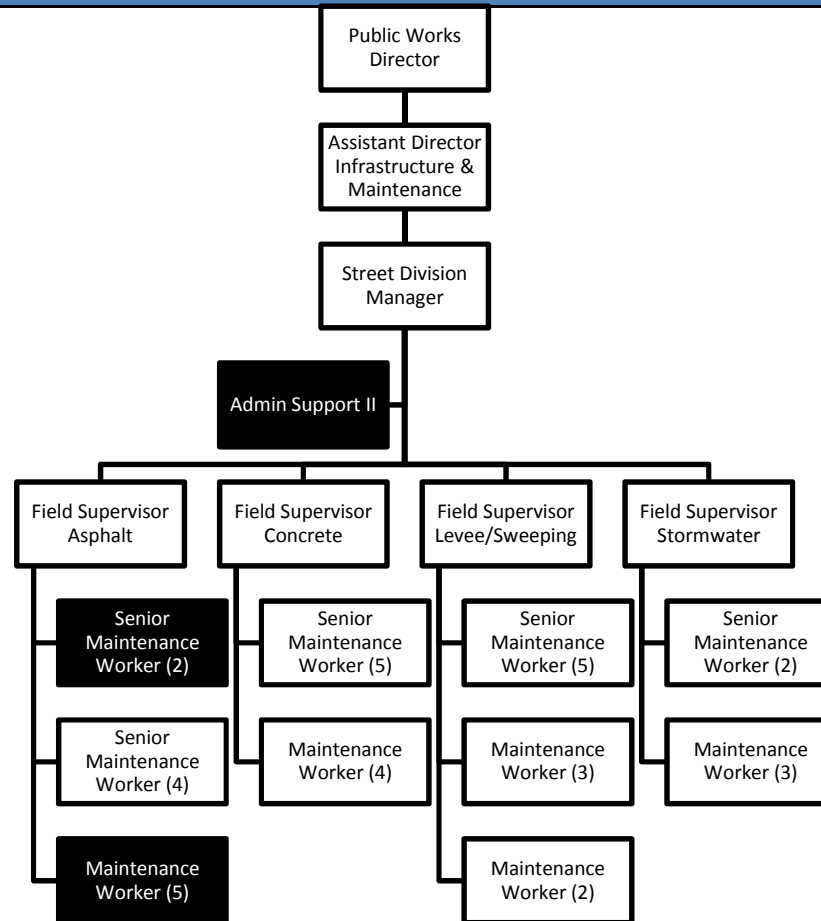 Public Works
Director
Assistant Director
Infrastructure &
Maintenance
Street Division
Manager
Admin Support II
Field Supervisor
Asphalt
Field Supervisor
Concrete
Field Supervisor
Levee/Sweeping
Field Supervisor
Stormwater
Senior
Maintenance
Worker (2)
Senior
Maintenance
Worker (5)
Senior
Maintenance
Worker (5)
Senior
Maintenance
Worker (2)
Senior
Maintenance
Worker (4)
Maintenance
Worker (4)
Maintenance
Worker (3)
Maintenance
Worker (3)
Maintenance
Worker (5)
Maintenance
Worker (2)